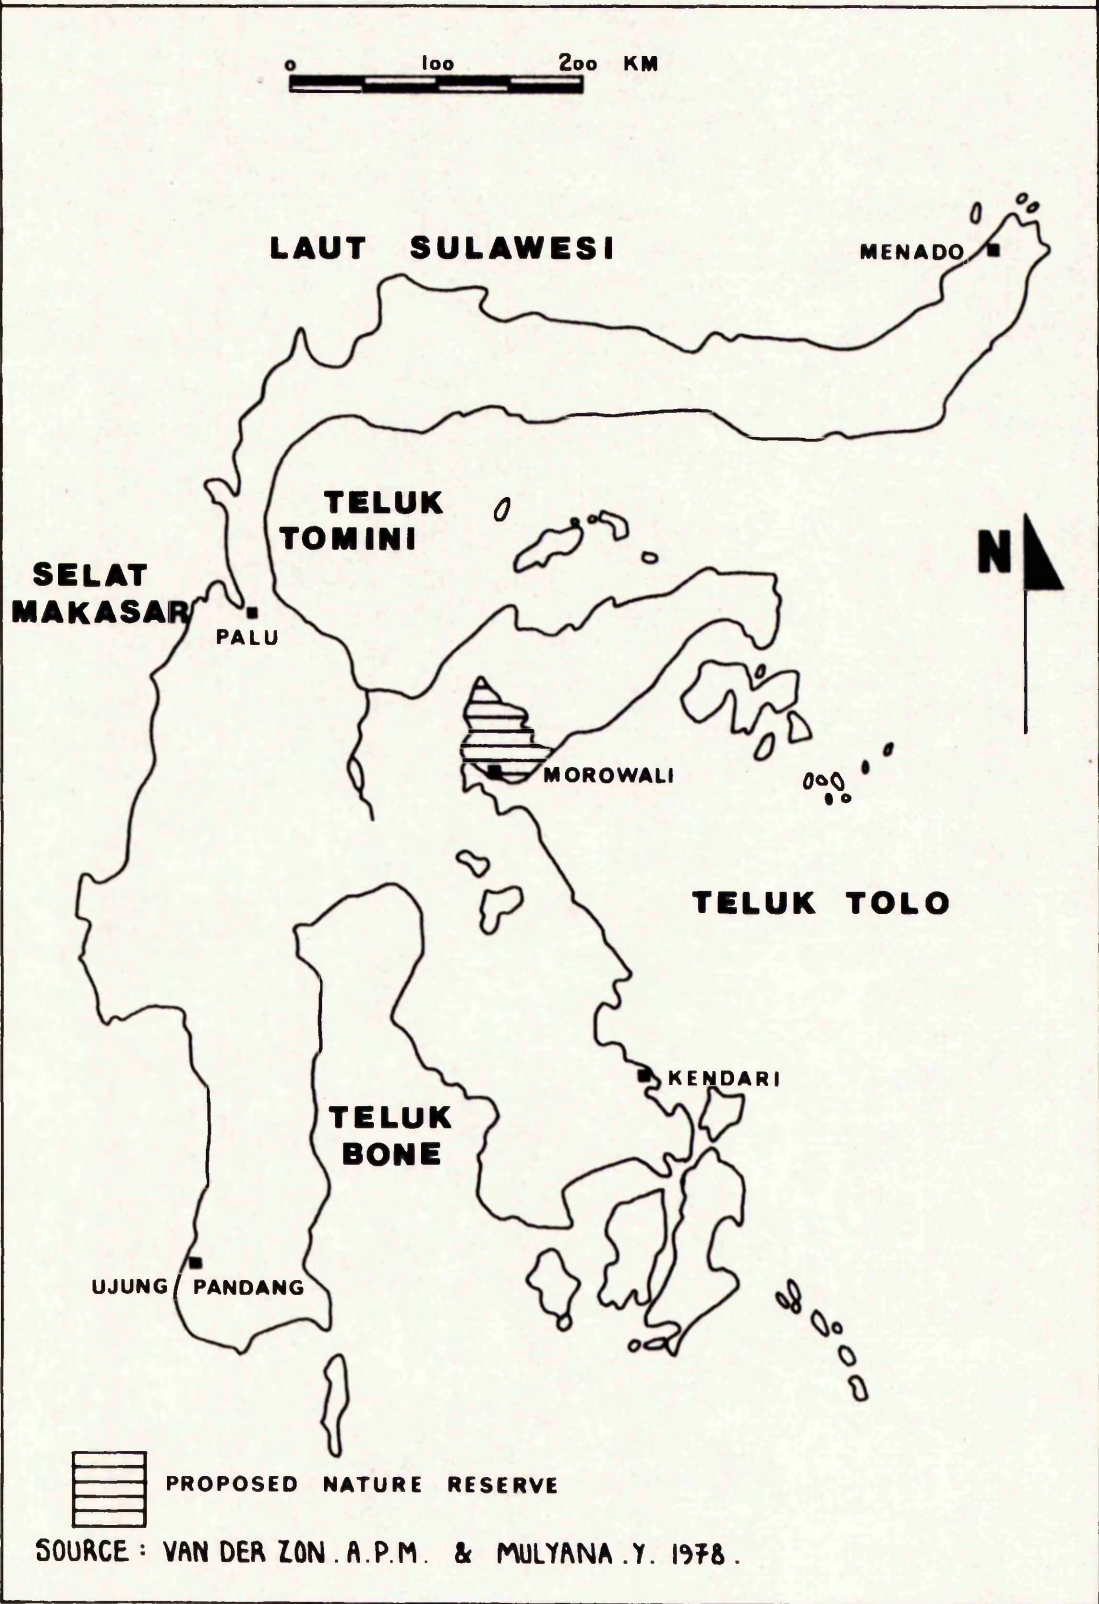 0 100 200 KM
LAUT SULAWESI
MENADO
TELUK
TOMINI
N
SELAT
MAKASAR
PALU
MOROWALI
TELUK TOLO
KENDARI
TELUK
BONE
UJUNG PANDANG
PROPOSED NATURE RESERVE
SOURCE : VAN DER ZON . A.P.M. & MULYANA .Y. 1978 .